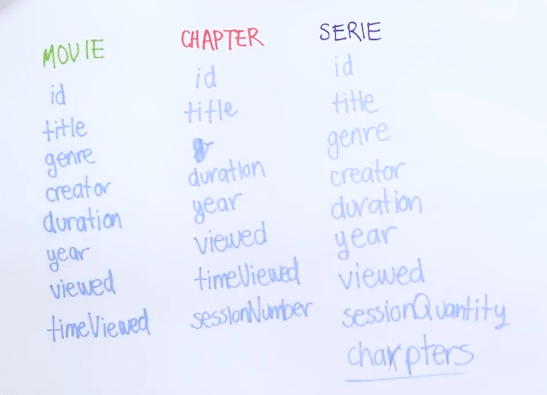 MOVIE
id
title
genre
creator
duration
year
viewed
timeViewed
CHAPTER
id
title
duration
year
viewed
timeViewed
sessionNumber
SERIE
id
title
genre
creator
duration
year
viewed
sessionQuantity
charpters